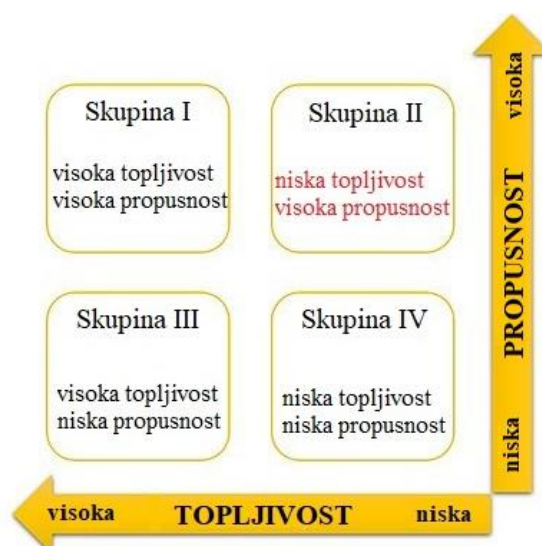 Skupina I
visoka topljivost
visoka propusnost
Skupina II
niska topljivost
visoka propusnost
Skupina III
visoka topljivost
niska propusnost
Skupina IV
niska topljivost
niska propusnost
visoka
PROPUSNOST
niska
visoka TOPLJIVOST niska